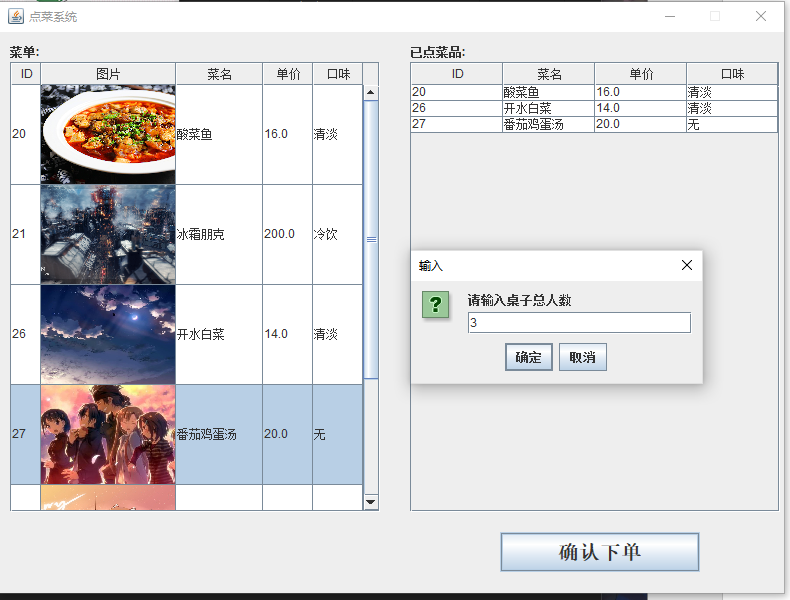 点菜系统
菜单:
ID 图片 菜名 单价 口味
20 酸菜鱼 16.0 清淡
21 冰霜朋克 200.0 冷饮
26 开水白菜 14.0 清淡
27 番茄鸡蛋汤 20.0 无
已点菜品:
ID 菜名 单价 口味
20 酸菜鱼 16.0 清淡
26 开水白菜 14.0 清淡
27 番茄鸡蛋汤 20.0 无
输入
请输入桌子总人数
3
确定 取消
确认下单